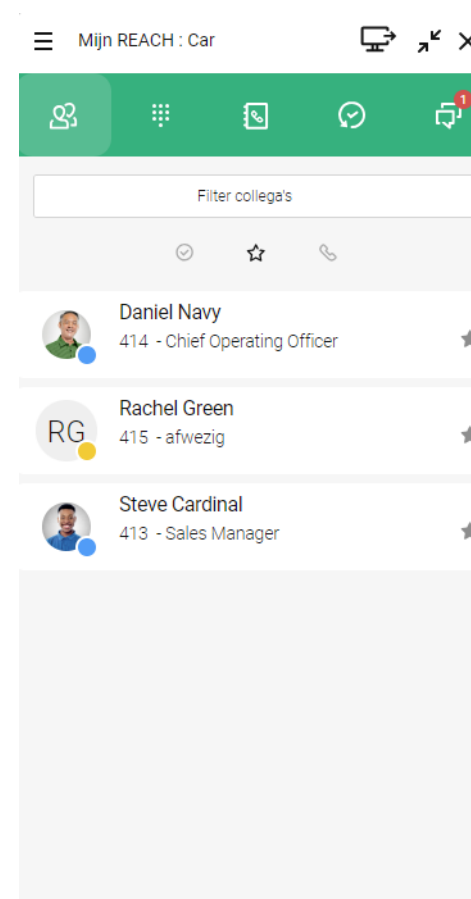 Mijn REACH : Car
1
Filter collega's
Daniel Navy
414 - Chief Operating Officer
RG
Rachel Green
415 - afwezig
Steve Cardinal
413 - Sales Manager